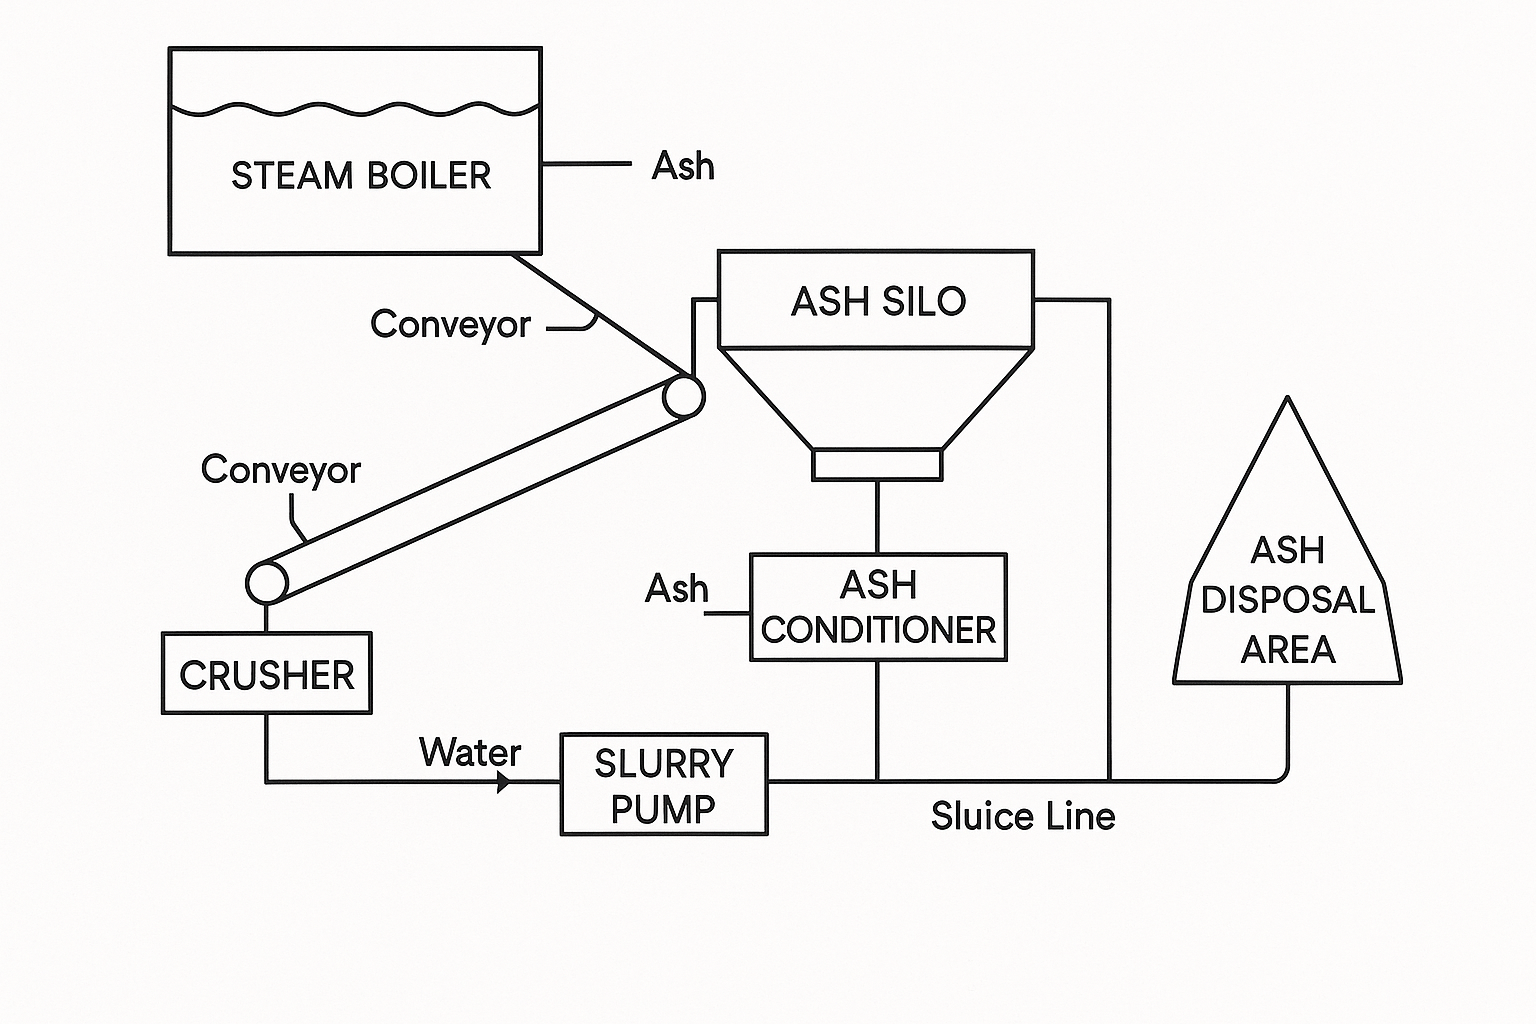 STEAM BOILER
Ash
Conveyor
ASH SILO
Conveyor
Ash
ASH
CONDITIONER
ASH
DISPOSAL
AREA
CRUSHER
Water
SLURRY
PUMP
Sluice Line